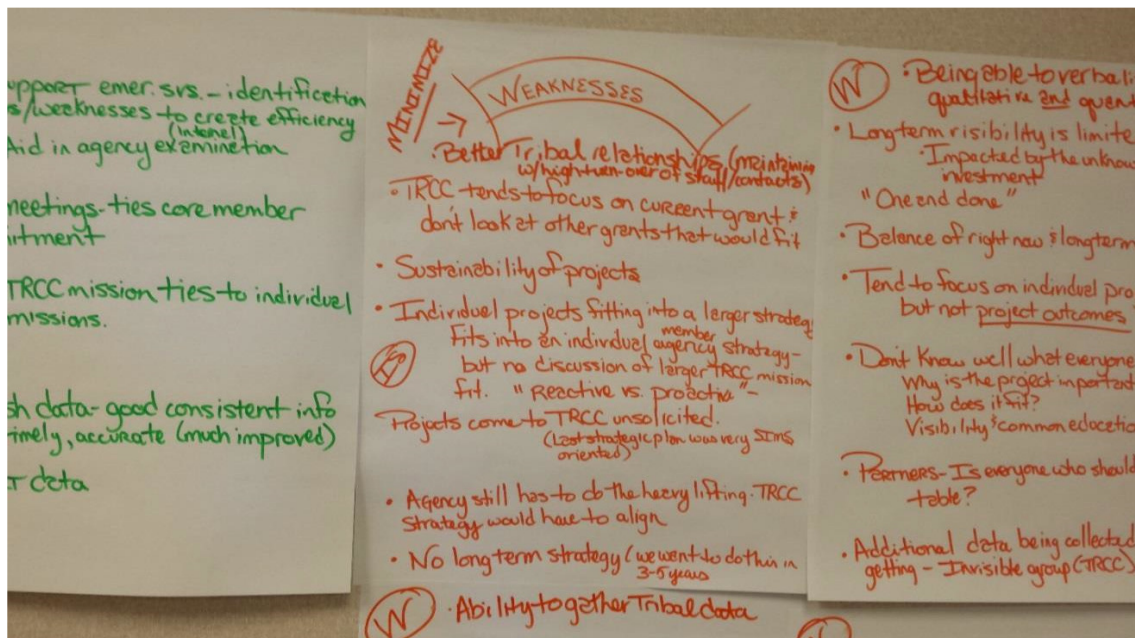 upport emer. svs. - identification
s/weaknesses to create efficiency
(internal)
Aid in agency examination
meetings - ties core member
itment
TRCC mission ties to individual
missions.
sh data - good consistent info
timely, accurate (much improved)
data
MINIMIZE
WEAKNESSES
• Better Tribal relationships (maintaining
w/high turn-over of staff/contacts)
• TRCC tends to focus on current grant &
don't look at other grants that would fit
• Sustainability of projects
• Individual projects fitting into a larger strategy
Fits into an individual member agency strategy -
but no discussion of larger TRCC mission
fit. "Reactive vs. proactive" -
Projects come to TRCC unsolicited.
(Last strategic plan was very SIMS
oriented)
• Agency still has to do the heavy lifting. TRCC
strategy would have to align
• No long term strategy (we want to do this in
3-5 years
W
• Ability to gather Tribal data
W
• Being able to verbali
qualitative and quant
• Long term visibility is limite
• Impacted by the unknow
investment
"One and done"
• Balance of right now & long term
• Tend to focus on individual pro
but not project outcomes
• Don't know well what everyone
Why is the project important
How does it fit?
Visibility & common educatio
• Partners - Is everyone who should
table?
• Additional data being collected
getting - Invisible group (TRCC)
W